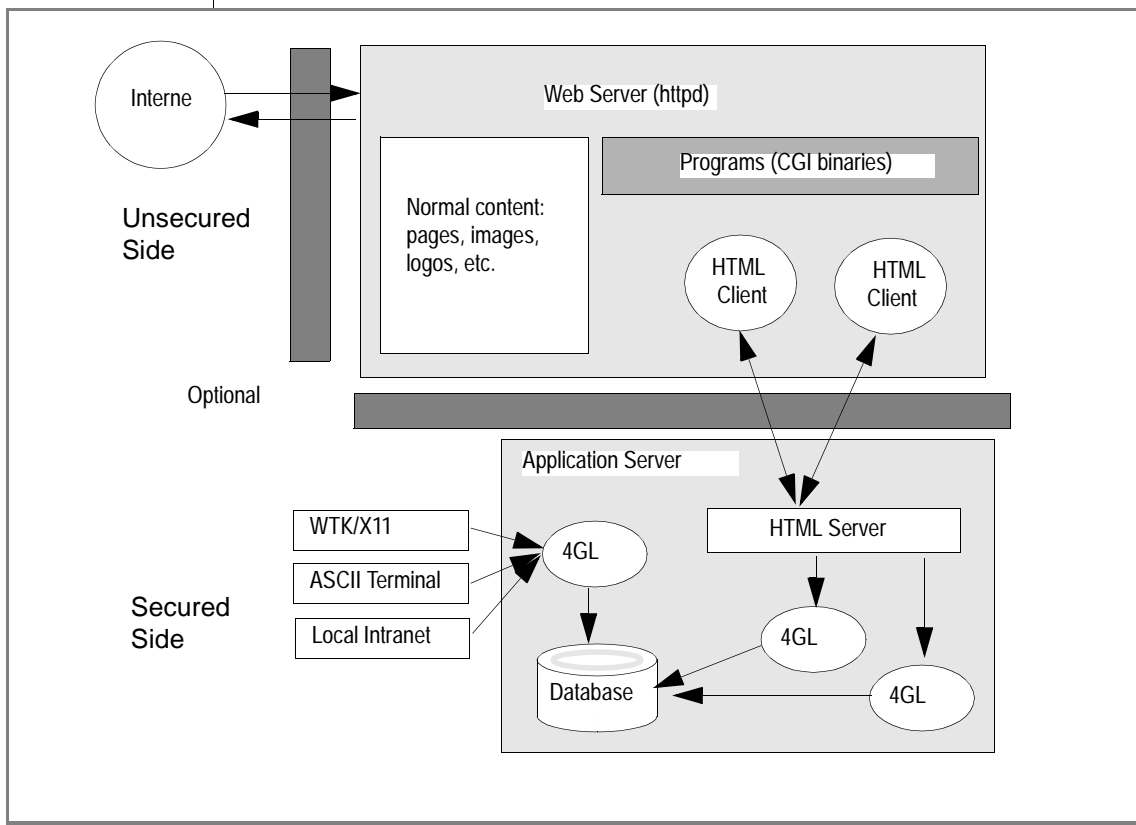 Interne
Web Server (httpd)
Programs (CGI binaries)
Normal content:
pages, images,
logos, etc.
Unsecured
Side
HTML
Client
HTML
Client
Optional
Application Server
WTK/X11
ASCII Terminal
Local Intranet
4GL
HTML Server
Secured
Side
4GL
Database
4GL